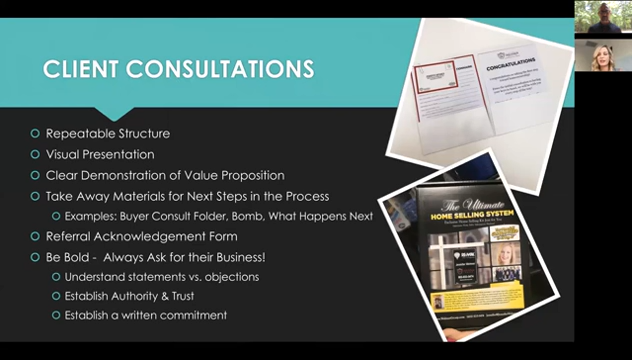 CLIENT CONSULTATIONS
Repeatable Structure
Visual Presentation
Clear Demonstration of Value Proposition
Take Away Materials for Next Steps in the Process
Examples: Buyer Consult Folder, Bomb, What Happens Next
Referral Acknowledgement Form
Be Bold - Always Ask for their Business!
Understand statements vs. objections
Establish Authority & Trust
Establish a written commitment
CONGRATULATIONS
The Ultimate
HOME SELLING SYSTEM